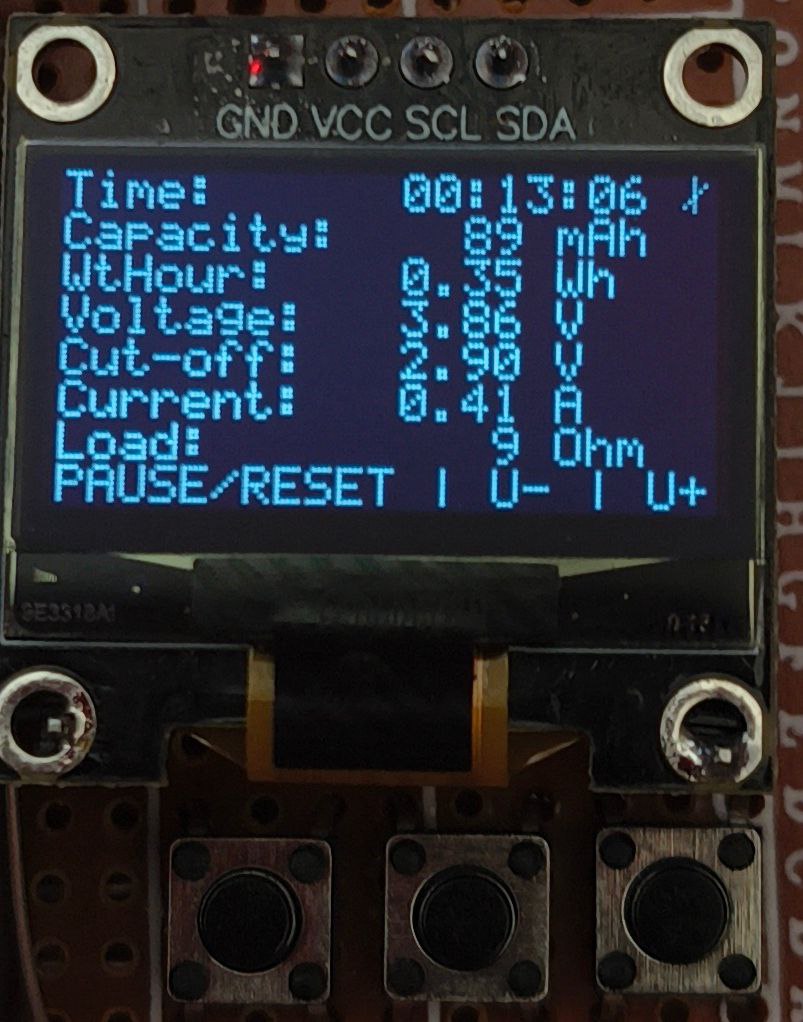 GND VCC SCL SDA
Time: 00:13:06
Capacity: 89 mAh
WtHour: 0.35 Wh
Voltage: 3.86 V
Cut-off: 2.90 V
Current: 0.41 A
Load: 9 Ohm
PAUSE/RESET | U- | U+